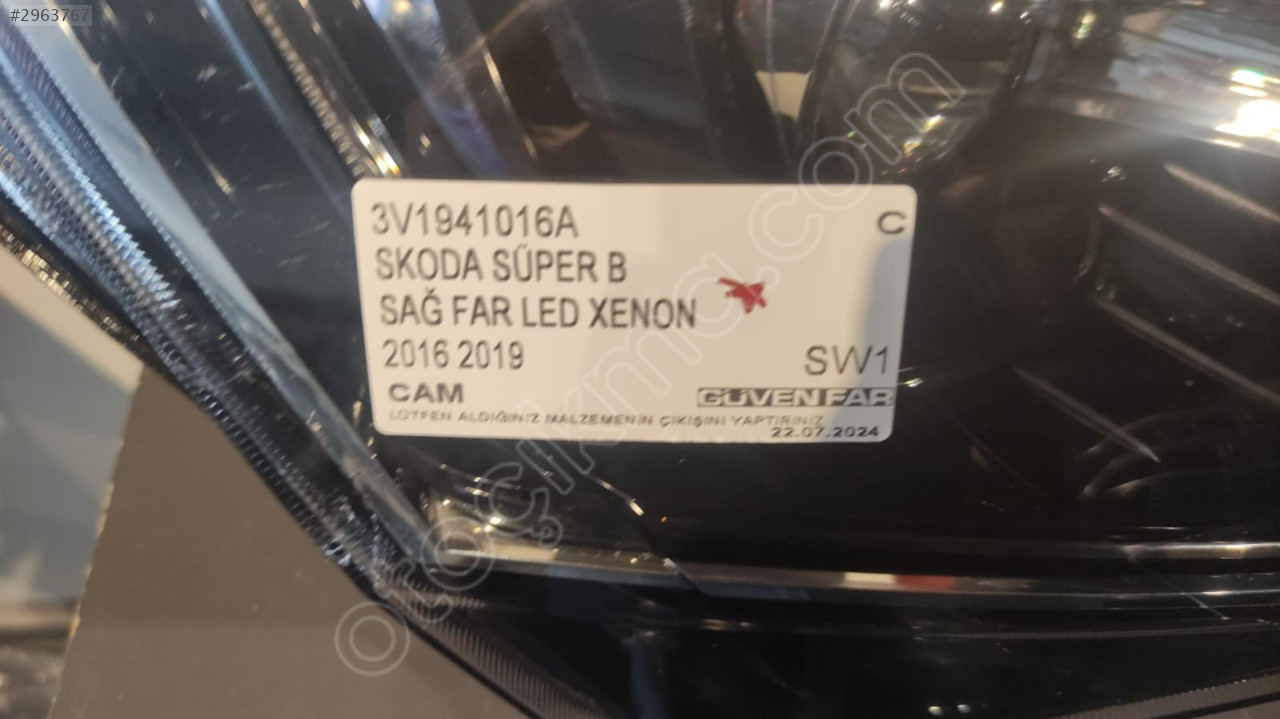 #2963767
3V1941016A C
SKODA SÜPER B
SAĞ FAR LED XENON
2016 2019 SW1
CAM GÜVEN FAR
LÜTFEN ALDIĞINIZ MALZEMENİN ÇIKIŞINI YAPTIRINIZ
22.07.2024
otoçıkma.com